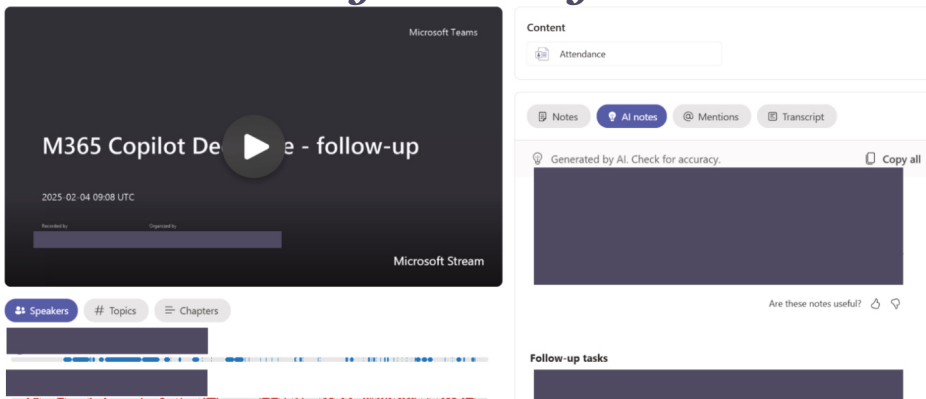 Microsoft Teams
M365 Copilot De e - follow-up
2025-02-04 09:08 UTC
Recorded by
Organized by
Microsoft Stream
Speakers
# Topics
Chapters
Content
Attendance
Notes
AI notes
@ Mentions
Transcript
Generated by AI. Check for accuracy.
Copy all
Are these notes useful?
Follow-up tasks